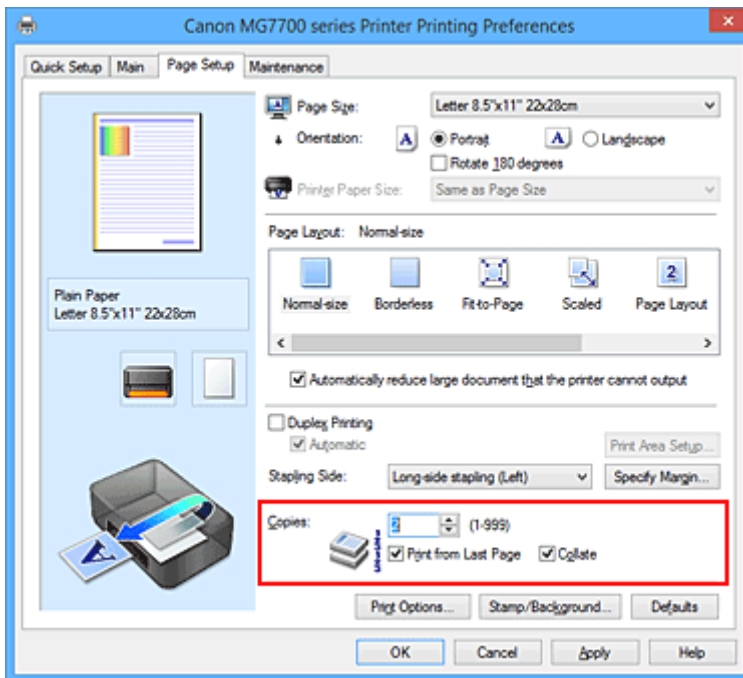 Canon MG7700 series Printer Printing Preferences
Quick Setup Main Page Setup Maintenance
Page Size: Letter 8.5"x11" 22x28cm
Orientation: A Portrait A Landscape
Rotate 180 degrees
Printer Paper Size: Same as Page Size
Page Layout: Normal-size
Normal-size Borderless Fit-to-Page Scaled Page Layout
Plain Paper
Letter 8.5"x11" 22x28cm
Automatically reduce large document that the printer cannot output
Duplex Printing
Automatic Print Area Setup...
Stapling Side: Long-side stapling (Left) Specify Margin...
Copies: 2 (1-999)
Print from Last Page Collate
Print Options... Stamp/Background... Defaults
OK Cancel Apply Help